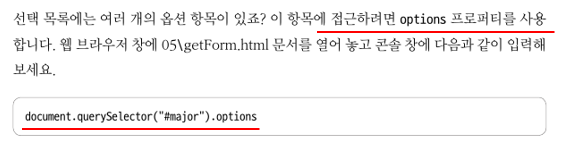 선택 목록에는 여러 개의 옵션 항목이 있죠? 이 항목에 접근하려면 options 프로퍼티를 사용
합니다. 웹 브라우저 창에 05\getForm.html 문서를 열어 놓고 콘솔 창에 다음과 같이 입력해
보세요.
document.querySelector("#major").options